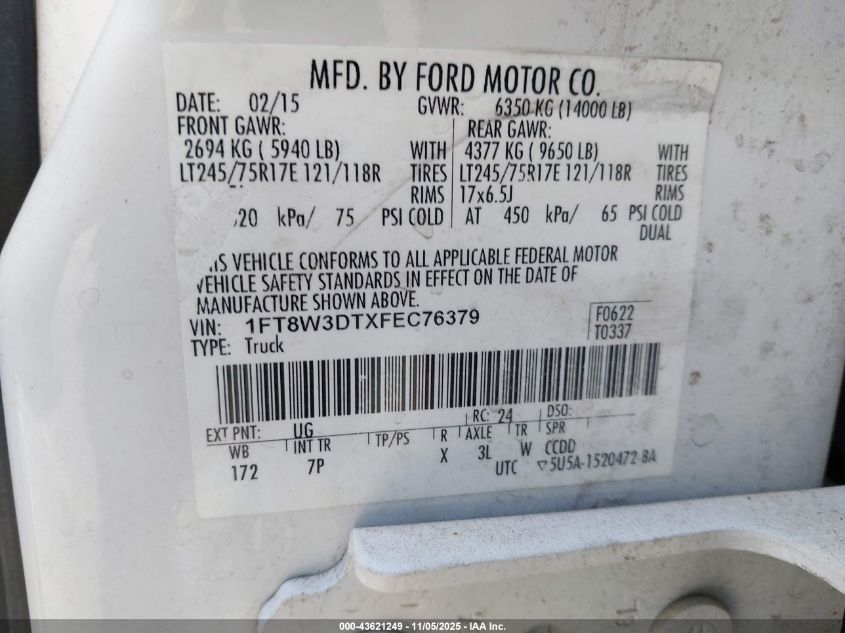 MFD. BY FORD MOTOR CO.
DATE: 02/15 GVWR: 6350 KG (14000 LB)
FRONT GAWR: REAR GAWR:
2694 KG ( 5940 LB) WITH 4377 KG ( 9650 LB) WITH
LT245/75R17E 121/118R TIRES LT245/75R17E 121/118R TIRES
RIMS 17x6.5J RIMS
20 kPa/ 75 PSI COLD AT 450 kPa/ 65 PSI COLD
DUAL
VEHICLE CONFORMS TO ALL APPLICABLE FEDERAL MOTOR
VEHICLE SAFETY STANDARDS IN EFFECT ON THE DATE OF
MANUFACTURE SHOWN ABOVE.
VIN: 1FT8W3DTXFEC76379 F0622
TYPE: Truck T0337
RC: 24 DSO:
EXT PNT: UG
WB INT TR TP/PS R AXLE TR SPR
172 7P X 3L W CCDD
UTC ▽5U5A-1520472-BA
000-43621249 - 11/05/2025 - IAA Inc.